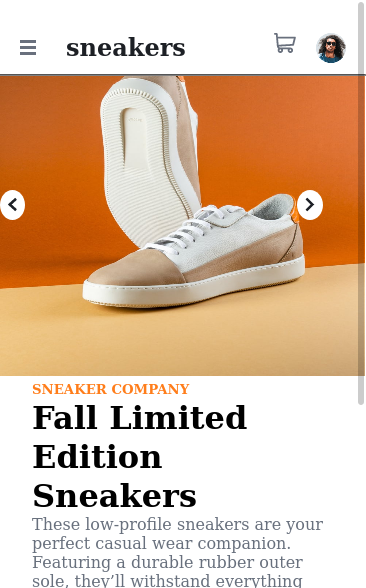 sneakers
SNEAKER COMPANY
Fall Limited
Edition
Sneakers
These low-profile sneakers are your
perfect casual wear companion.
Featuring a durable rubber outer
sole, they’ll withstand everything